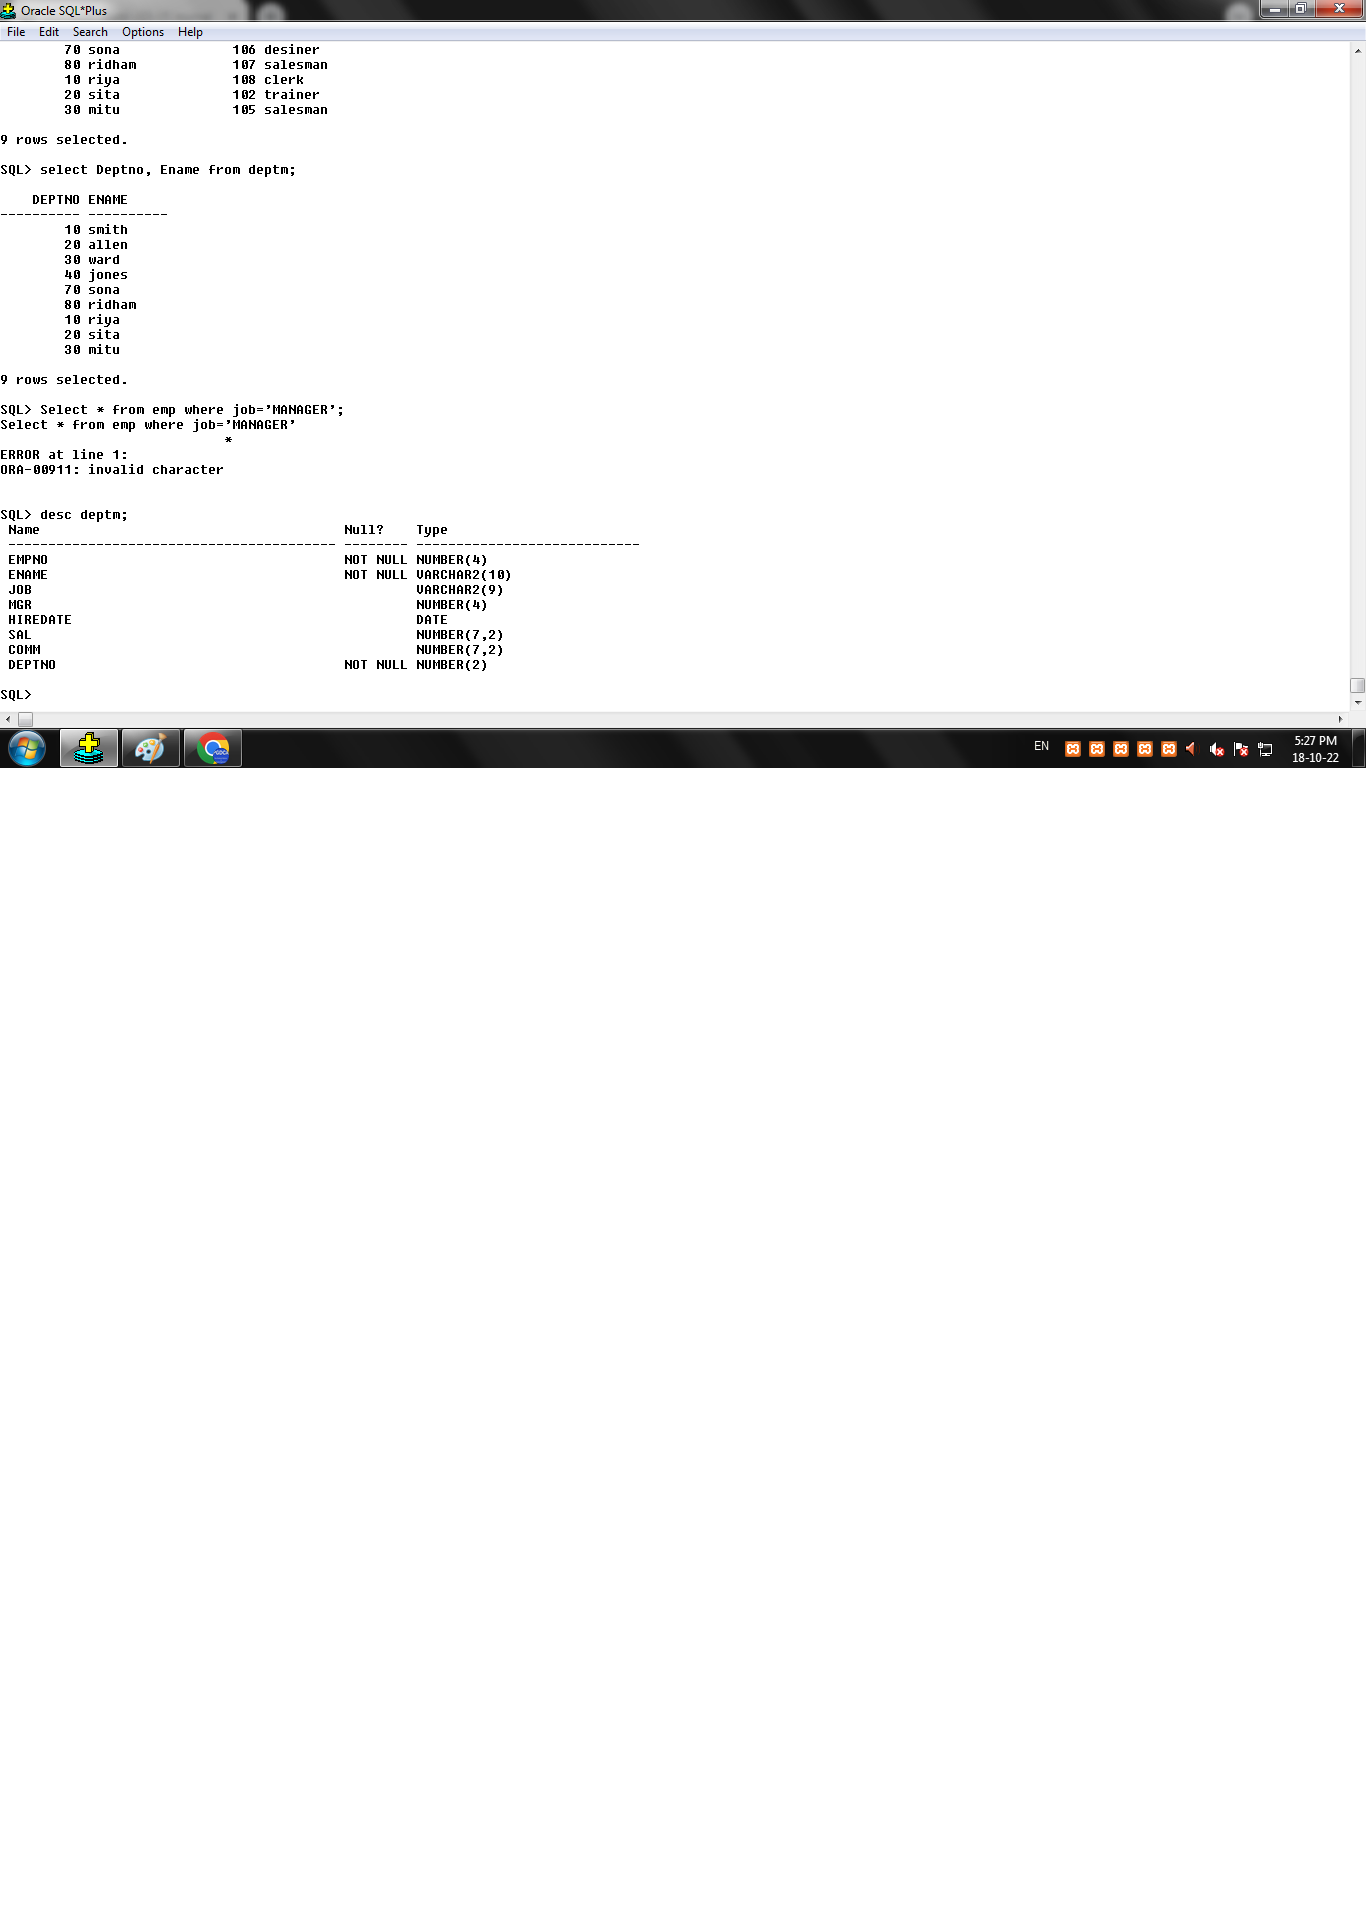 Oracle SQL*Plus
File Edit Search Options Help
70 sona 106 desiner
80 ridham 107 salesman
10 riya 108 clerk
20 sita 102 trainer
30 mitu 105 salesman
9 rows selected.
SQL> select Deptno, Ename from deptm;
DEPTNO ENAME
---------- ----------
10 smith
20 allen
30 ward
40 jones
70 sona
80 ridham
10 riya
20 sita
30 mitu
9 rows selected.
SQL> Select * from emp where job=’MANAGER’;
Select * from emp where job=’MANAGER’
*
ERROR at line 1:
ORA-00911: invalid character
SQL> desc deptm;
Name Null? Type
----------------------------------------- -------- ----------------------------
EMPNO NOT NULL NUMBER(4)
ENAME NOT NULL VARCHAR2(10)
JOB VARCHAR2(9)
MGR NUMBER(4)
HIREDATE DATE
SAL NUMBER(7,2)
COMM NUMBER(7,2)
DEPTNO NOT NULL NUMBER(2)
SQL>
EN
5:27 PM
18-10-22